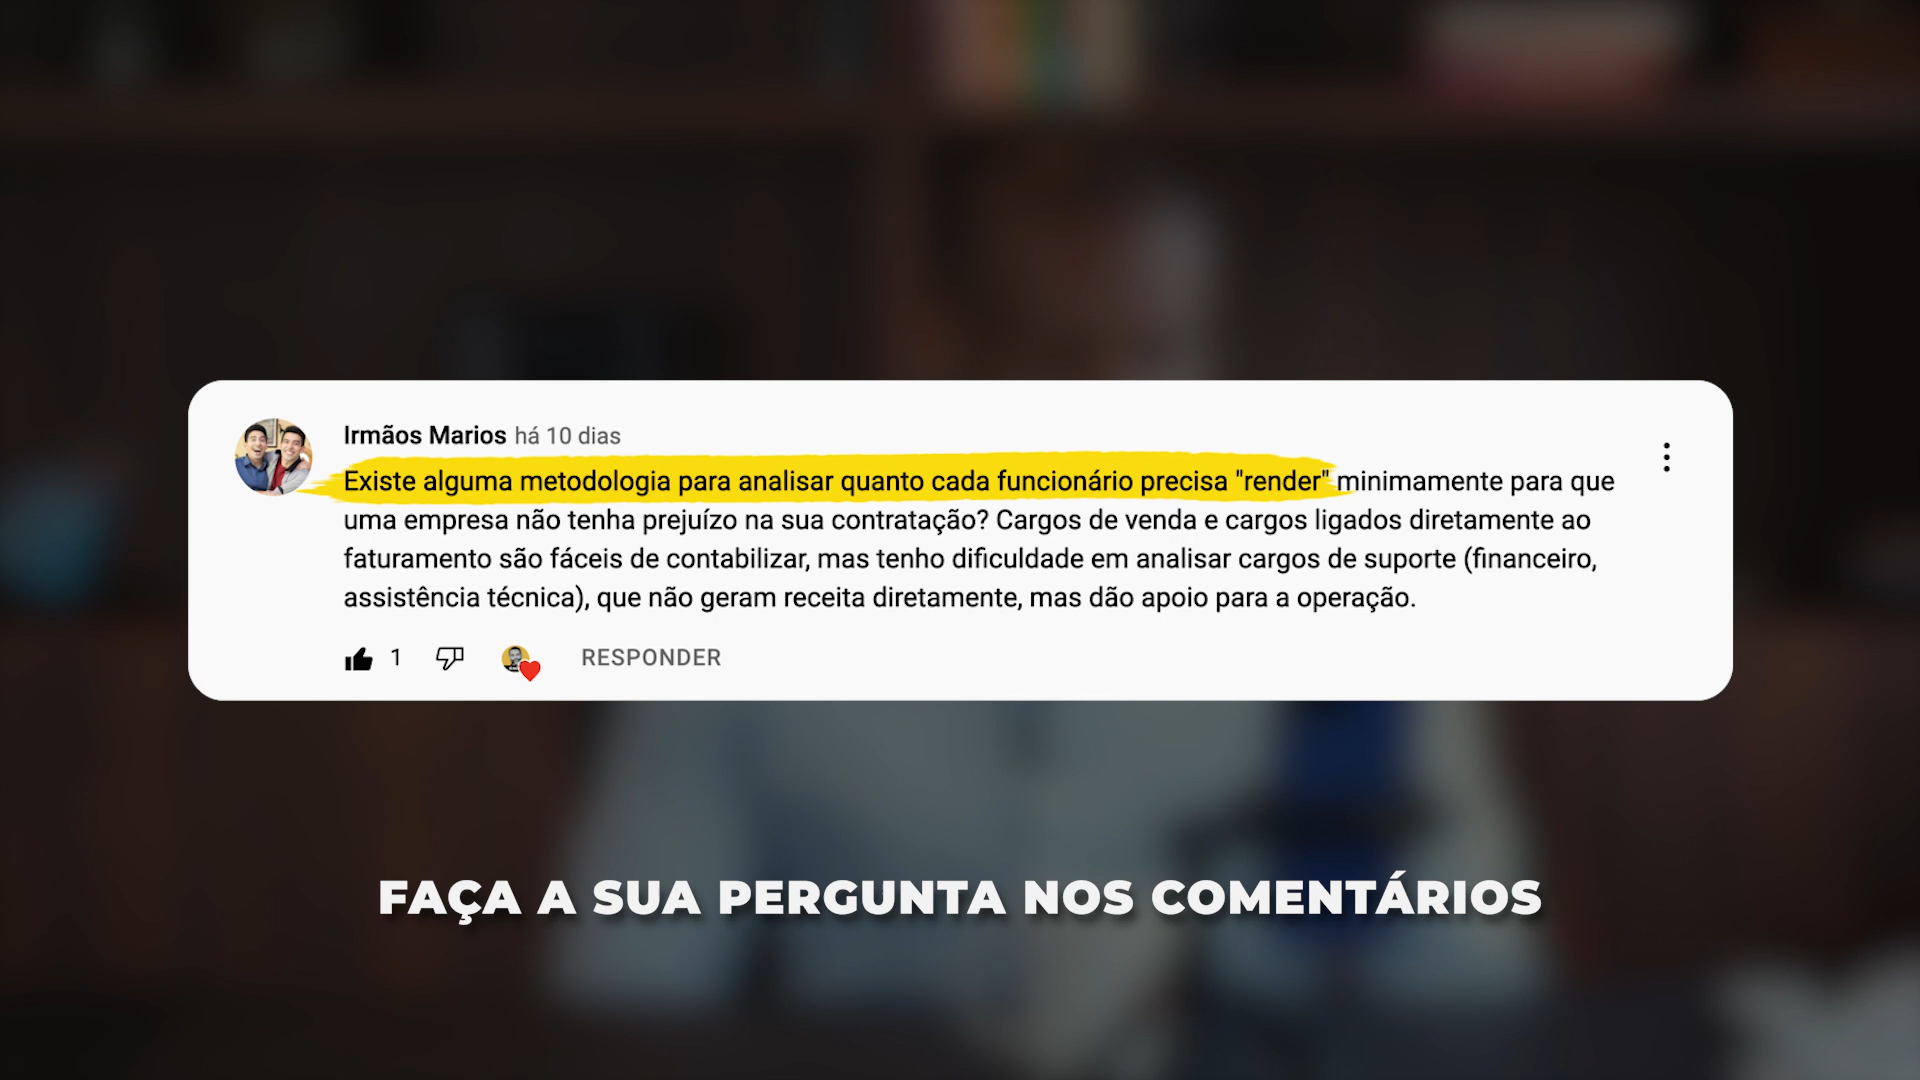 Irmãos Marios há 10 dias
Existe alguma metodologia para analisar quanto cada funcionário precisa "render" minimamente para que
uma empresa não tenha prejuízo na sua contratação? Cargos de venda e cargos ligados diretamente ao
faturamento são fáceis de contabilizar, mas tenho dificuldade em analisar cargos de suporte (financeiro,
assistência técnica), que não geram receita diretamente, mas dão apoio para a operação.
1 RESPONDER
FAÇA A SUA PERGUNTA NOS COMENTÁRIOS